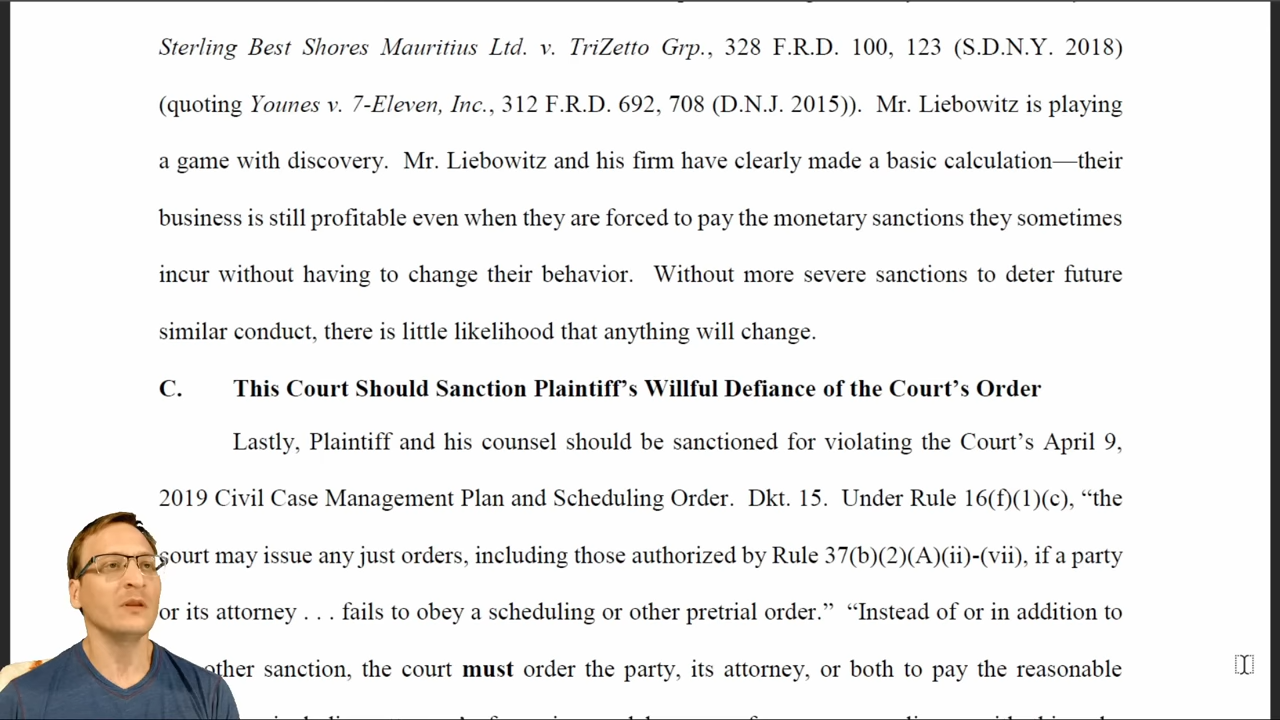 Sterling Best Shores Mauritius Ltd. v. TriZetto Grp., 328 F.R.D. 100, 123 (S.D.N.Y. 2018)
(quoting Younes v. 7-Eleven, Inc., 312 F.R.D. 692, 708 (D.N.J. 2015)). Mr. Liebowitz is playing
a game with discovery. Mr. Liebowitz and his firm have clearly made a basic calculation—their
business is still profitable even when they are forced to pay the monetary sanctions they sometimes
incur without having to change their behavior. Without more severe sanctions to deter future
similar conduct, there is little likelihood that anything will change.
C. This Court Should Sanction Plaintiff’s Willful Defiance of the Court’s Order
Lastly, Plaintiff and his counsel should be sanctioned for violating the Court’s April 9,
2019 Civil Case Management Plan and Scheduling Order. Dkt. 15. Under Rule 16(f)(1)(c), “the
court may issue any just orders, including those authorized by Rule 37(b)(2)(A)(ii)-(vii), if a party
or its attorney . . . fails to obey a scheduling or other pretrial order.” “Instead of or in addition to
other sanction, the court must order the party, its attorney, or both to pay the reasonable